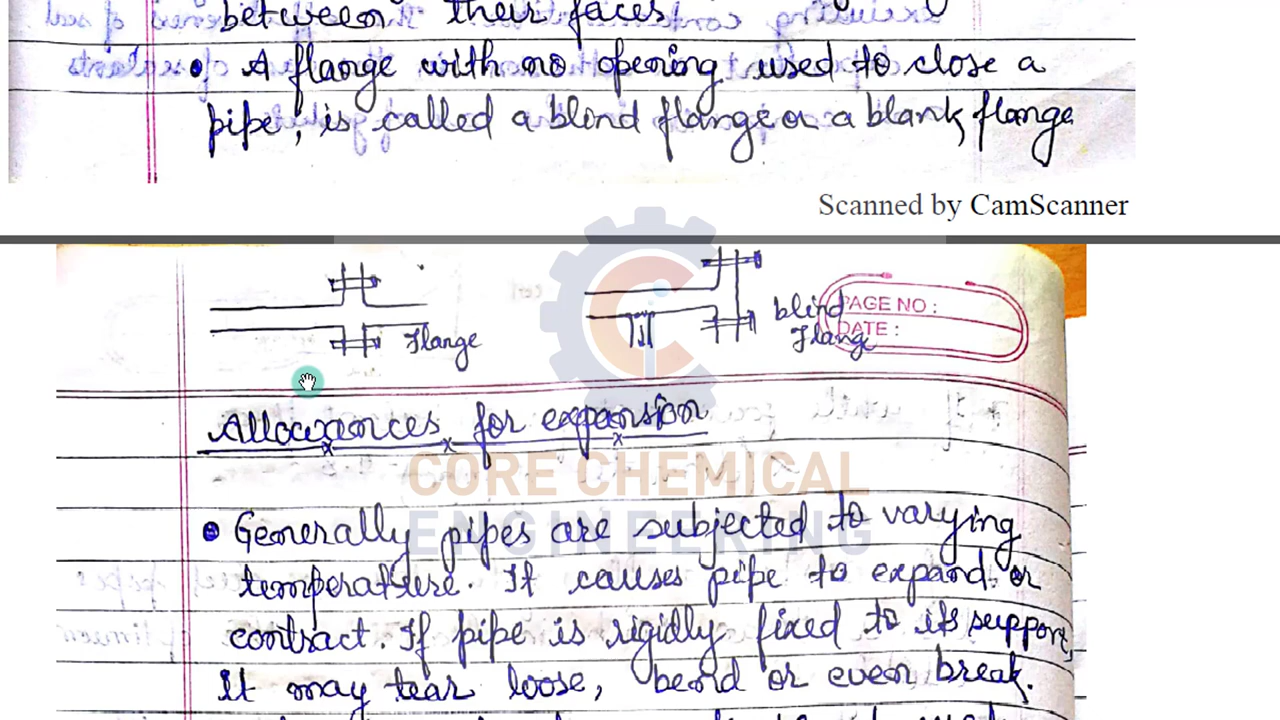 between their faces.
• A flange with no opening used to close a
pipe, is called a blind flange or a blank flange
Scanned by CamScanner
Flange
blind
Flang
PAGE NO :
DATE :
Allowances for expansion
CORE CHEMICAL
ENGINEERING
• Generally pipes are subjected to varying
temperature. It causes pipe to expand or
contract. If pipe is rigidly fixed to its support,
It may tear loose, bend or even break.